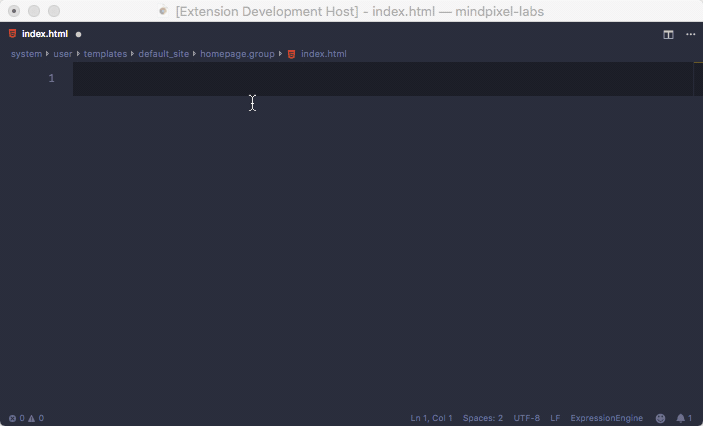 [Extension Development Host] - index.html — mindpixel-labs
index.html
system user templates default_site homepage.group index.html
1
0 0 Ln 1, Col 1 Spaces: 2 UTF-8 LF ExpressionEngine 1